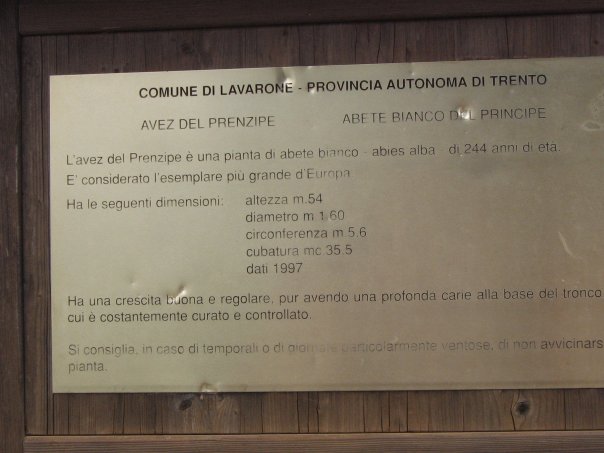 COMUNE DI LAVARONE - PROVINCIA AUTONOMA DI TRENTO
AVEZ DEL PRENZIPE ABETE BIANCO DEL PRINCIPE
L'avez del Prenzipe è una pianta di abete bianco - abies alba - di 244 anni di età.
E' considerato l'esemplare più grande d'Europa.
Ha le seguenti dimensioni: altezza m.54
diametro m 1.60
circonferenza m.5.6
cubatura mc.35.5
dati 1997
Ha una crescita buona e regolare, pur avendo una profonda carie alla base del tronco
cui è costantemente curato e controllato.
Si consiglia, in caso di temporali o di giornate particolarmente ventose, di non avvicinars
pianta.